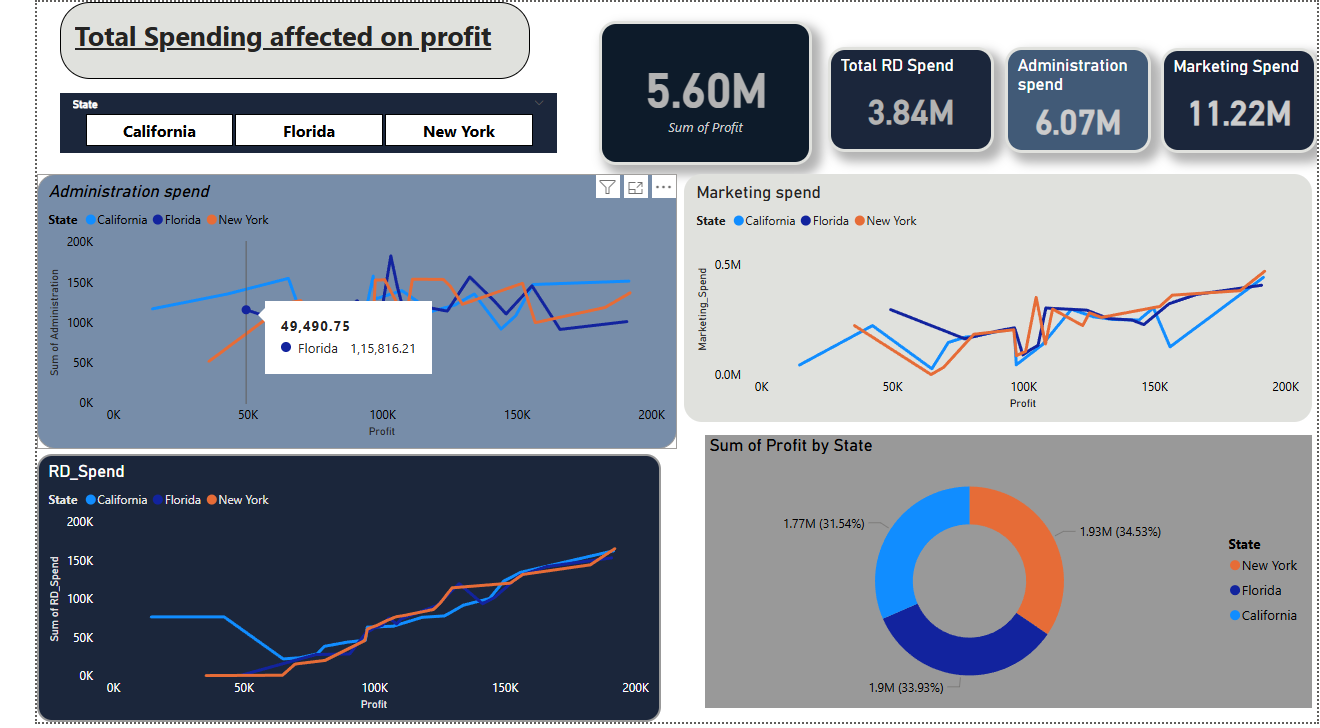 Total Spending affected on profit
State
California
Florida
New York
5.60M
Sum of Profit
Total RD Spend
3.84M
Administration
spend
6.07M
Marketing Spend
11.22M
Administration spend
State California Florida New York
200K
150K
100K
50K
0K
Sum of Administration
49,490.75
Florida 1,15,816.21
0K 50K 100K 150K 200K
Profit
Marketing spend
State California Florida New York
0.5M
0.0M
Marketing_Spend
0K 50K 100K 150K 200K
Profit
RD_Spend
State California Florida New York
200K
150K
100K
50K
0K
Sum of RD_Spend
0K 50K 100K 150K 200K
Profit
Sum of Profit by State
1.77M (31.54%)
1.93M (34.53%)
1.9M (33.93%)
State
New York
Florida
California